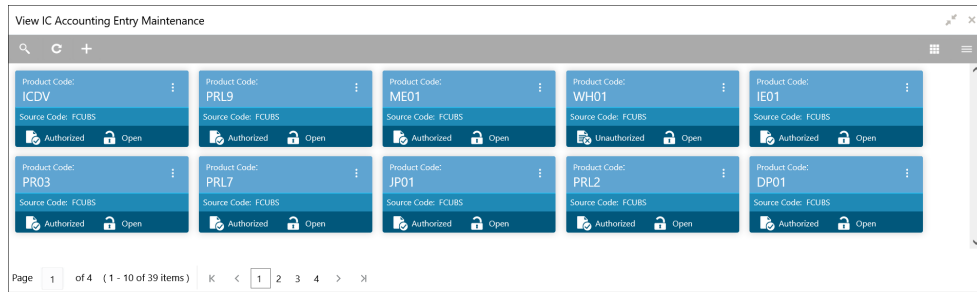 View IC Accounting Entry Maintenance
Product Code: Product Code: Product Code: Product Code: Product Code:
ICDV PRL9 ME01 WH01 IE01
Source Code: FCUBS Source Code: FCUBS Source Code: FCUBS Source Code: FCUBS Source Code: FCUBS
Authorized Open Authorized Open Authorized Open Unauthorized Open Authorized Open
Product Code: Product Code: Product Code: Product Code: Product Code:
PR03 PRL7 JP01 PRL2 DP01
Source Code: FCUBS Source Code: FCUBS Source Code: FCUBS Source Code: FCUBS Source Code: FCUBS
Authorized Open Authorized Open Authorized Open Authorized Open Authorized Open
Page 1 of 4 ( 1 - 10 of 39 items ) 1 2 3 4